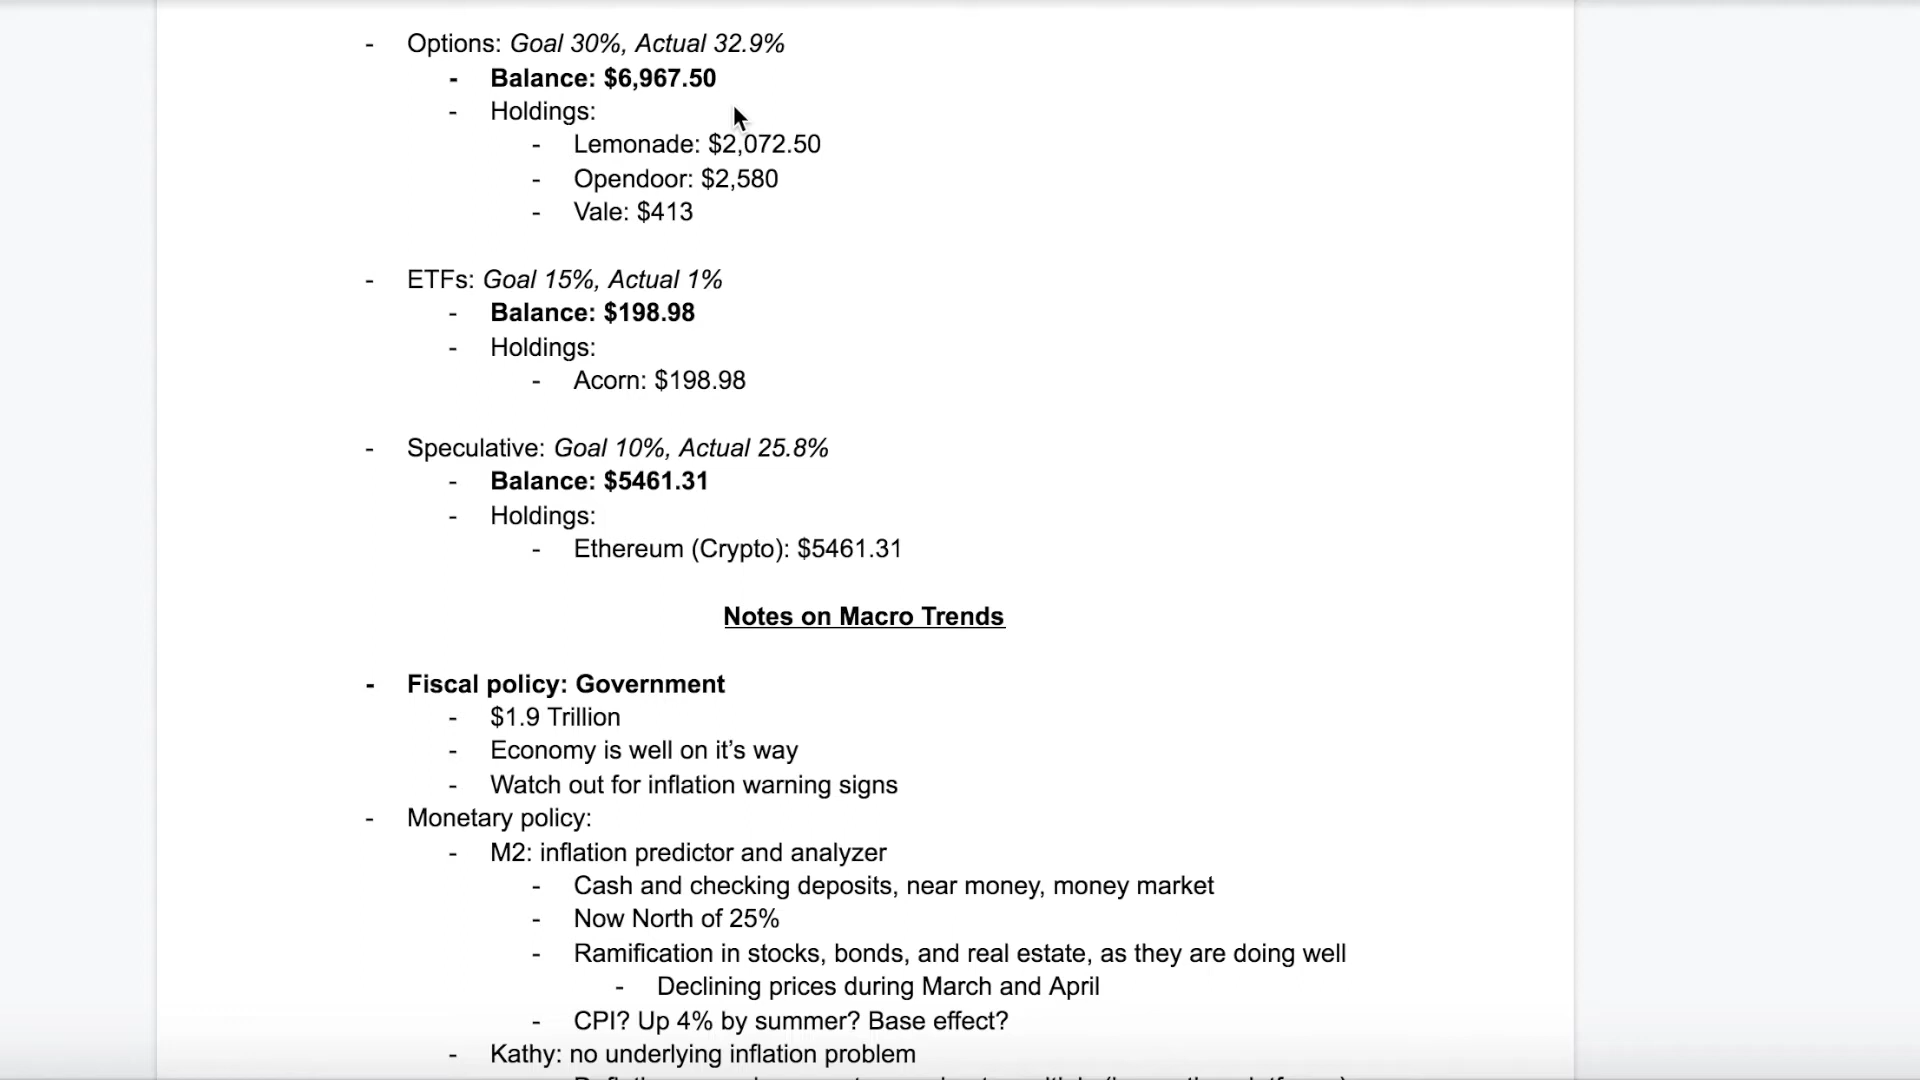 - Options: Goal 30%, Actual 32.9%
- Balance: $6,967.50
- Holdings:
- Lemonade: $2,072.50
- Opendoor: $2,580
- Vale: $413
- ETFs: Goal 15%, Actual 1%
- Balance: $198.98
- Holdings:
- Acorn: $198.98
- Speculative: Goal 10%, Actual 25.8%
- Balance: $5461.31
- Holdings:
- Ethereum (Crypto): $5461.31
Notes on Macro Trends
- Fiscal policy: Government
- $1.9 Trillion
- Economy is well on it’s way
- Watch out for inflation warning signs
- Monetary policy:
- M2: inflation predictor and analyzer
- Cash and checking deposits, near money, money market
- Now North of 25%
- Ramification in stocks, bonds, and real estate, as they are doing well
- Declining prices during March and April
- CPI? Up 4% by summer? Base effect?
- Kathy: no underlying inflation problem